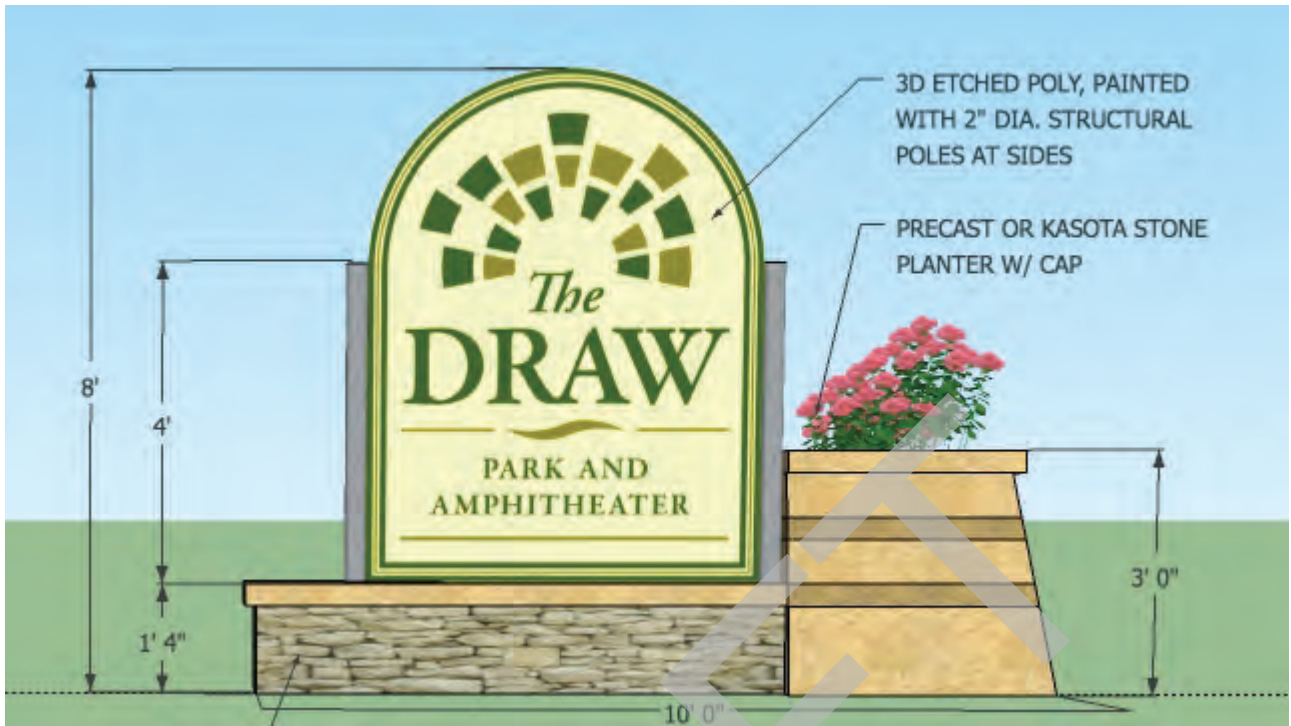 3D ETCHED POLY, PAINTED
WITH 2" DIA. STRUCTURAL
POLES AT SIDES
PRECAST OR KASOTA STONE
PLANTER W/ CAP
The
DRAW
PARK AND
AMPHITHEATER
8'
4'
1' 4"
3' 0"
10' 0"